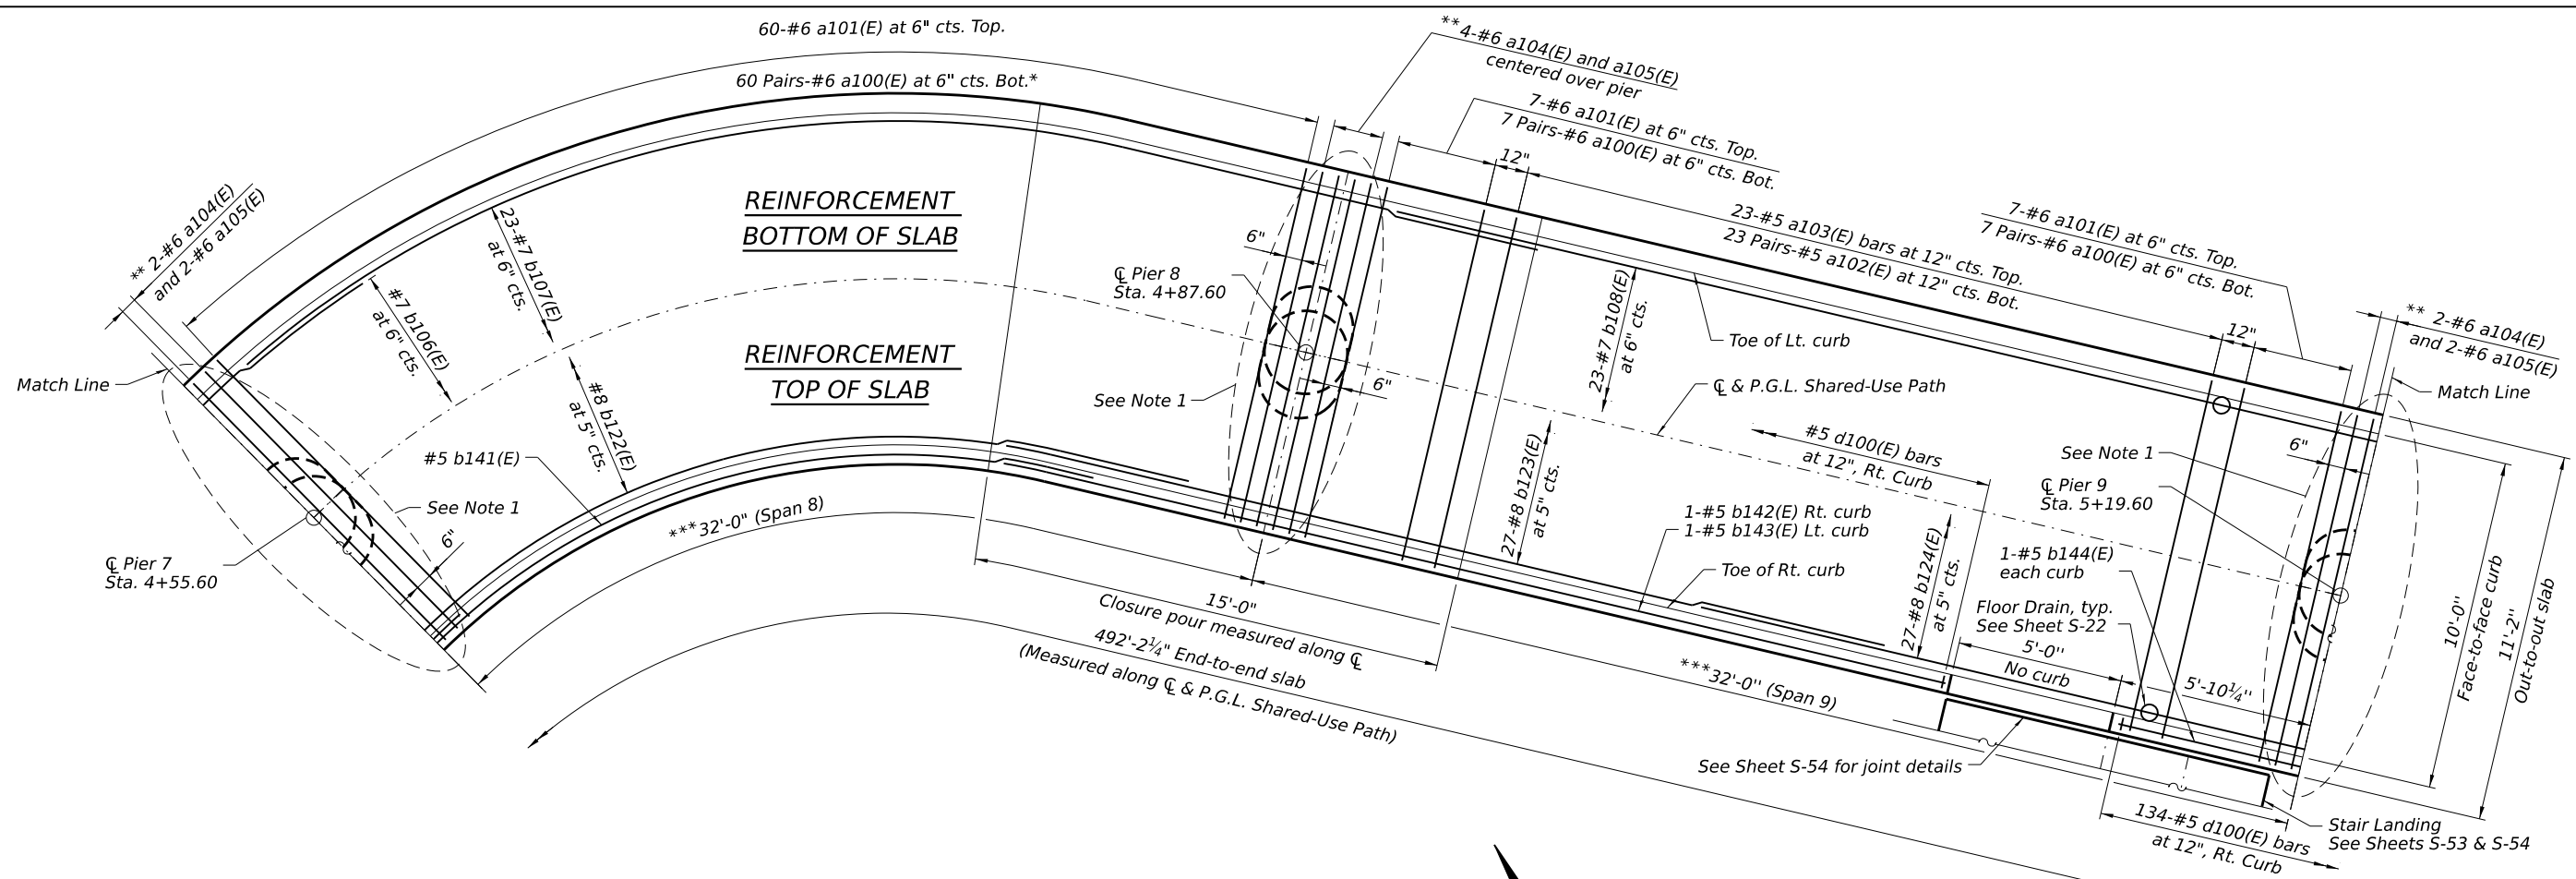 60-#6 a101(E) at 6" cts. Top.
60 Pairs-#6 a100(E) at 6" cts. Bot.*
**4-#6 a104(E) and a105(E)
centered over pier
7-#6 a101(E) at 6" cts. Top.
7 Pairs-#6 a100(E) at 6" cts. Bot.
12"
23-#5 a103(E) bars at 12" cts. Top.
23 Pairs-#5 a102(E) at 12" cts. Bot.
7-#6 a101(E) at 6" cts. Top.
7 Pairs-#6 a100(E) at 6" cts. Bot.
12"
** 2-#6 a104(E)
and 2-#6 a105(E)
Match Line
** 2-#6 a104(E)
and 2-#6 a105(E)
Match Line
REINFORCEMENT
BOTTOM OF SLAB
REINFORCEMENT
TOP OF SLAB
23-#7 b107(E)
at 6" cts.
#7 b106(E)
at 6" cts.
#8 b122(E)
at 5" cts.
#5 b141(E)
See Note 1
6"
℄ Pier 7
Sta. 4+55.60
6"
℄ Pier 8
Sta. 4+87.60
See Note 1
6"
23-#7 b108(E)
at 6" cts.
Toe of Lt. curb
℄ & P.G.L. Shared-Use Path
27-#8 b123(E)
at 5" cts.
#5 d100(E) bars
at 12", Rt. Curb
1-#5 b142(E) Rt. curb
1-#5 b143(E) Lt. curb
Toe of Rt. curb
27-#8 b124(E)
at 5" cts.
See Note 1
6"
℄ Pier 9
Sta. 5+19.60
1-#5 b144(E)
each curb
Floor Drain, typ.
See Sheet S-22
5'-0"
No curb
5'-10¼"
10'-0"
Face-to-face curb
11'-2"
Out-to-out slab
***32'-0" (Span 8)
15'-0"
Closure pour measured along ℄
492'-2¼" End-to-end slab
(Measured along ℄ & P.G.L. Shared-Use Path)
***32'-0" (Span 9)
See Sheet S-54 for joint details
134-#5 d100(E) bars
at 12", Rt. Curb
Stair Landing
See Sheets S-53 & S-54